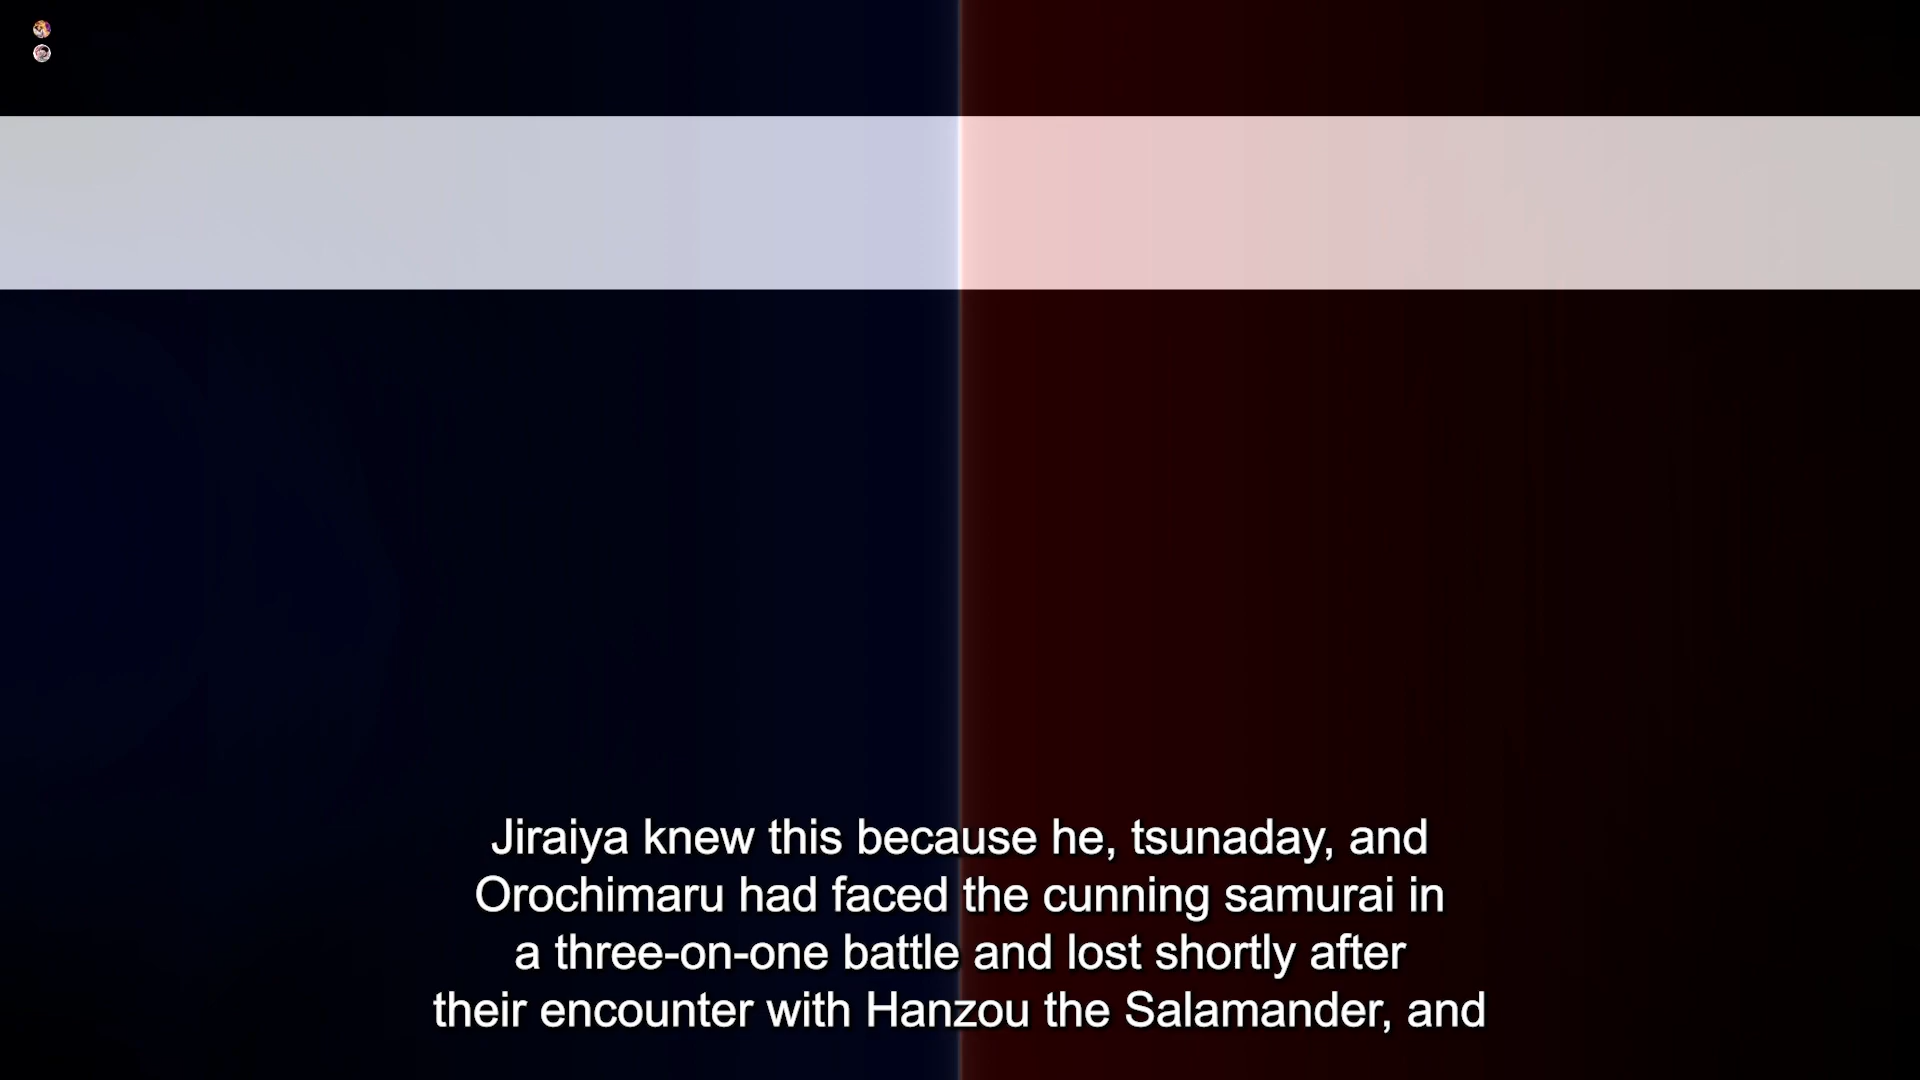 Jiraiya knew this because he, tsunaday, and
Orochimaru had faced the cunning samurai in
a three-on-one battle and lost shortly after
their encounter with Hanzou the Salamander, and